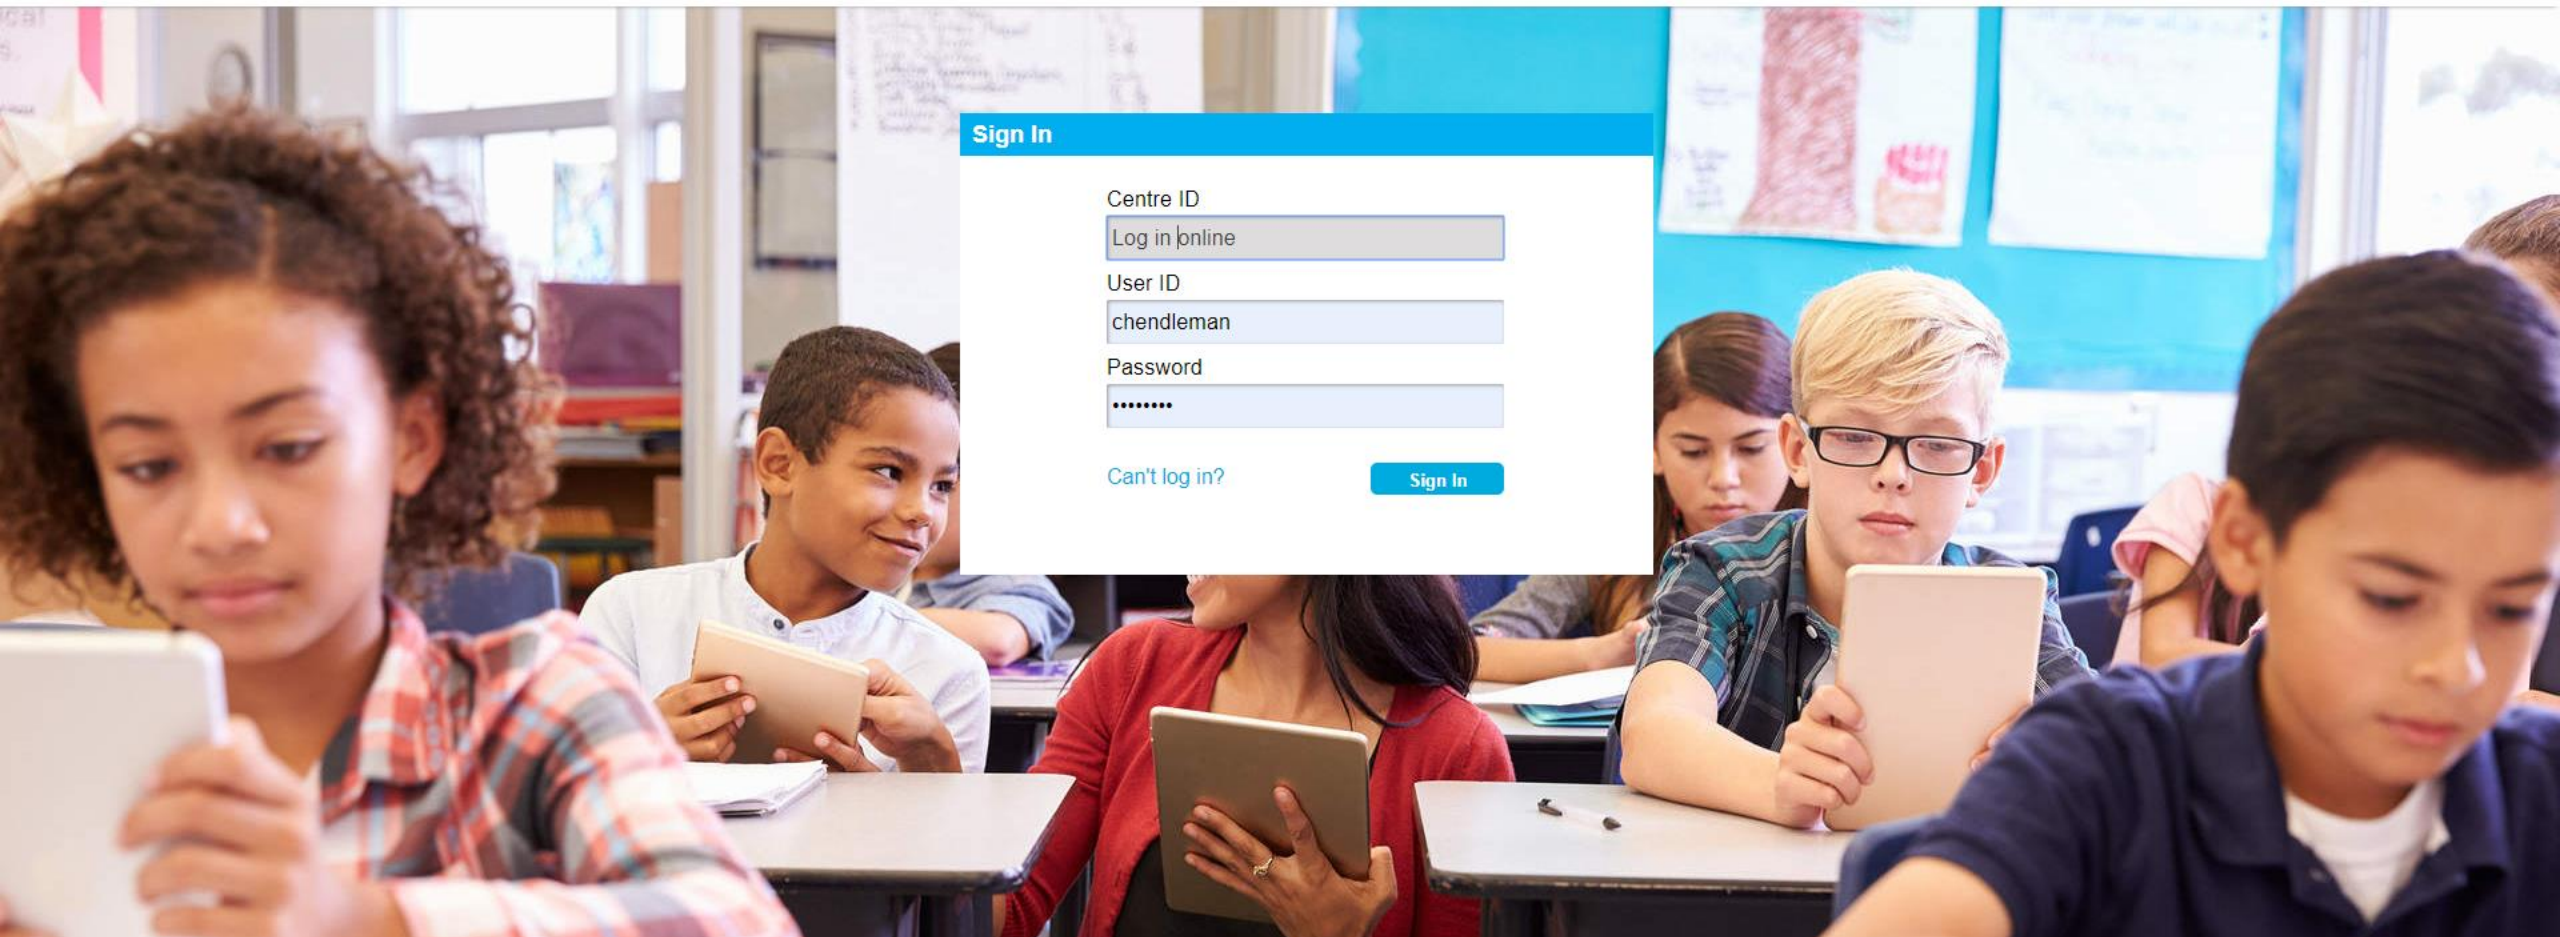 Sign In
Centre ID
Log in online
User ID
chendleman
Password
••••••••
Can't log in?
Sign In